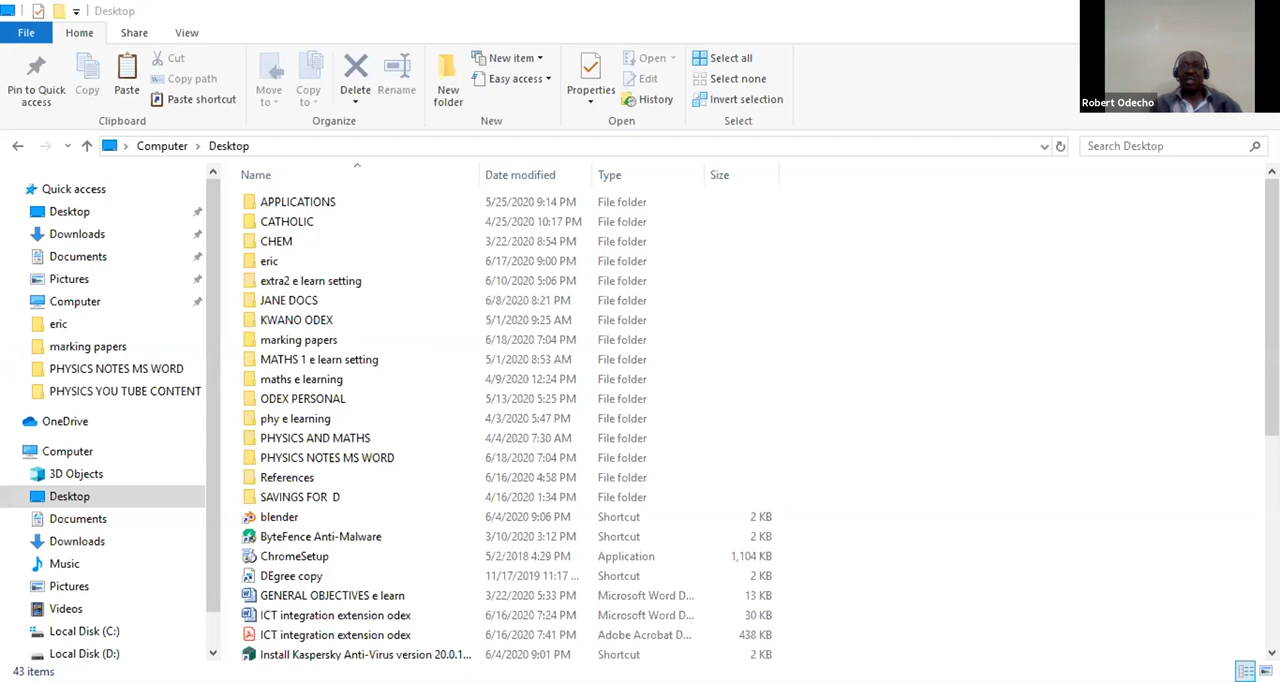 Desktop
File Home Share View
Pin to Quick access
Copy
Paste
Cut
Copy path
Paste shortcut
Clipboard
Move to
Copy to
Delete
Rename
Organize
New folder
New item
Easy access
New
Properties
Open
Edit
History
Open
Select all
Select none
Invert selection
Select
Robert Odecho
Computer > Desktop
Search Desktop
Quick access
Desktop
Downloads
Documents
Pictures
Computer
eric
marking papers
PHYSICS NOTES MS WORD
PHYSICS YOU TUBE CONTENT
OneDrive
Computer
3D Objects
Desktop
Documents
Downloads
Music
Pictures
Videos
Local Disk (C:)
Local Disk (D:)
Name Date modified Type Size
APPLICATIONS 5/25/2020 9:14 PM File folder
CATHOLIC 4/25/2020 10:17 PM File folder
CHEM 3/22/2020 8:54 PM File folder
eric 6/17/2020 9:00 PM File folder
extra2 e learn setting 6/10/2020 5:06 PM File folder
JANE DOCS 6/8/2020 8:21 PM File folder
KWANO ODEX 5/1/2020 9:25 AM File folder
marking papers 6/18/2020 7:04 PM File folder
MATHS 1 e learn setting 5/1/2020 8:53 AM File folder
maths e learning 4/9/2020 12:24 PM File folder
ODEX PERSONAL 5/13/2020 5:25 PM File folder
phy e learning 4/3/2020 5:47 PM File folder
PHYSICS AND MATHS 4/4/2020 7:30 AM File folder
PHYSICS NOTES MS WORD 6/18/2020 7:04 PM File folder
References 6/16/2020 4:58 PM File folder
SAVINGS FOR D 4/16/2020 1:34 PM File folder
blender 6/4/2020 9:06 PM Shortcut 2 KB
ByteFence Anti-Malware 3/10/2020 3:12 PM Shortcut 2 KB
ChromeSetup 5/2/2018 4:29 PM Application 1,104 KB
DEgree copy 11/17/2019 11:17 ... Shortcut 2 KB
GENERAL OBJECTIVES e learn 3/22/2020 5:33 PM Microsoft Word D... 13 KB
ICT integration extension odex 6/16/2020 7:24 PM Microsoft Word D... 30 KB
ICT integration extension odex 6/16/2020 7:41 PM Adobe Acrobat D... 438 KB
Install Kaspersky Anti-Virus version 20.0.1... 6/4/2020 9:01 PM Shortcut 2 KB
43 items